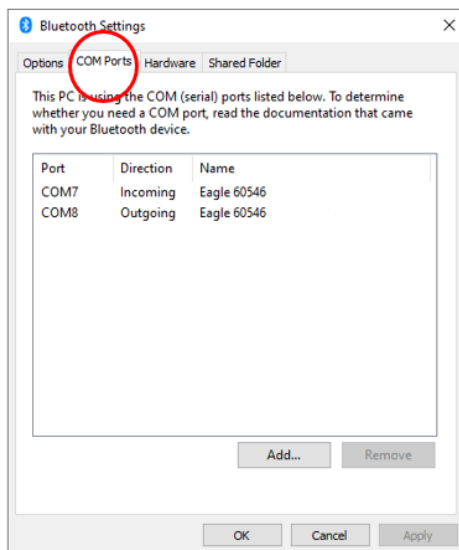 Bluetooth Settings
Options COM Ports Hardware Shared Folder
This PC is using the COM (serial) ports listed below. To determine
whether you need a COM port, read the documentation that came
with your Bluetooth device.
Port Direction Name
COM7 Incoming Eagle 60546
COM8 Outgoing Eagle 60546
Add... Remove
OK Cancel Apply